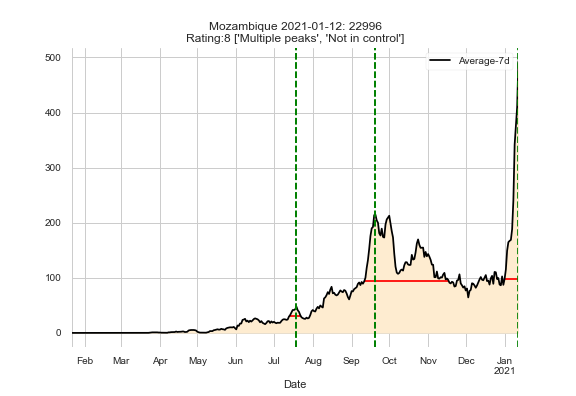 Mozambique 2021-01-12: 22996
Rating:8 ['Multiple peaks', 'Not in control']
Average-7d
500
400
300
200
100
0
Feb Mar Apr May Jun Jul Aug Sep Oct Nov Dec Jan
2021
Date